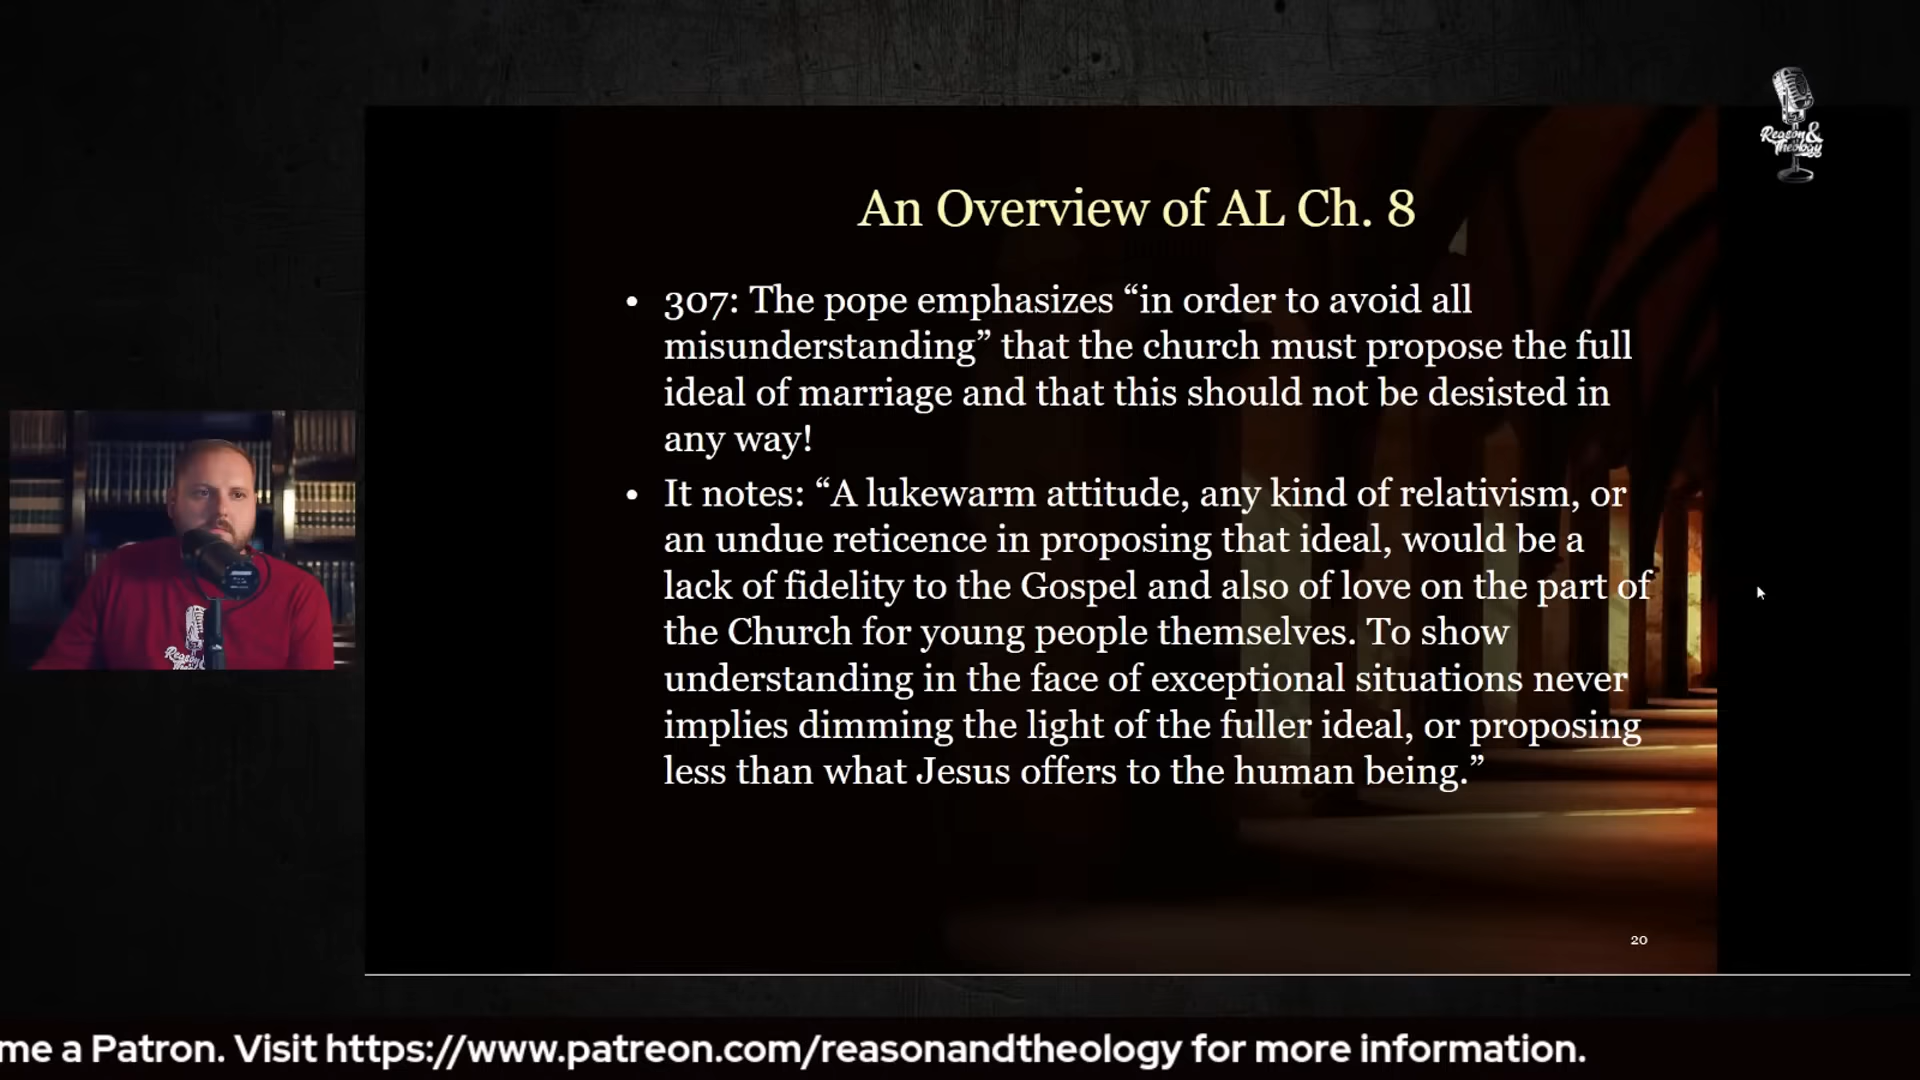 Reason &
Theology
An Overview of AL Ch. 8
• 307: The pope emphasizes “in order to avoid all
misunderstanding” that the church must propose the full
ideal of marriage and that this should not be desisted in
any way!
• It notes: “A lukewarm attitude, any kind of relativism, or
an undue reticence in proposing that ideal, would be a
lack of fidelity to the Gospel and also of love on the part of
the Church for young people themselves. To show
understanding in the face of exceptional situations never
implies dimming the light of the fuller ideal, or proposing
less than what Jesus offers to the human being.”
20
me a Patron. Visit https://www.patreon.com/reasonandtheology for more information.